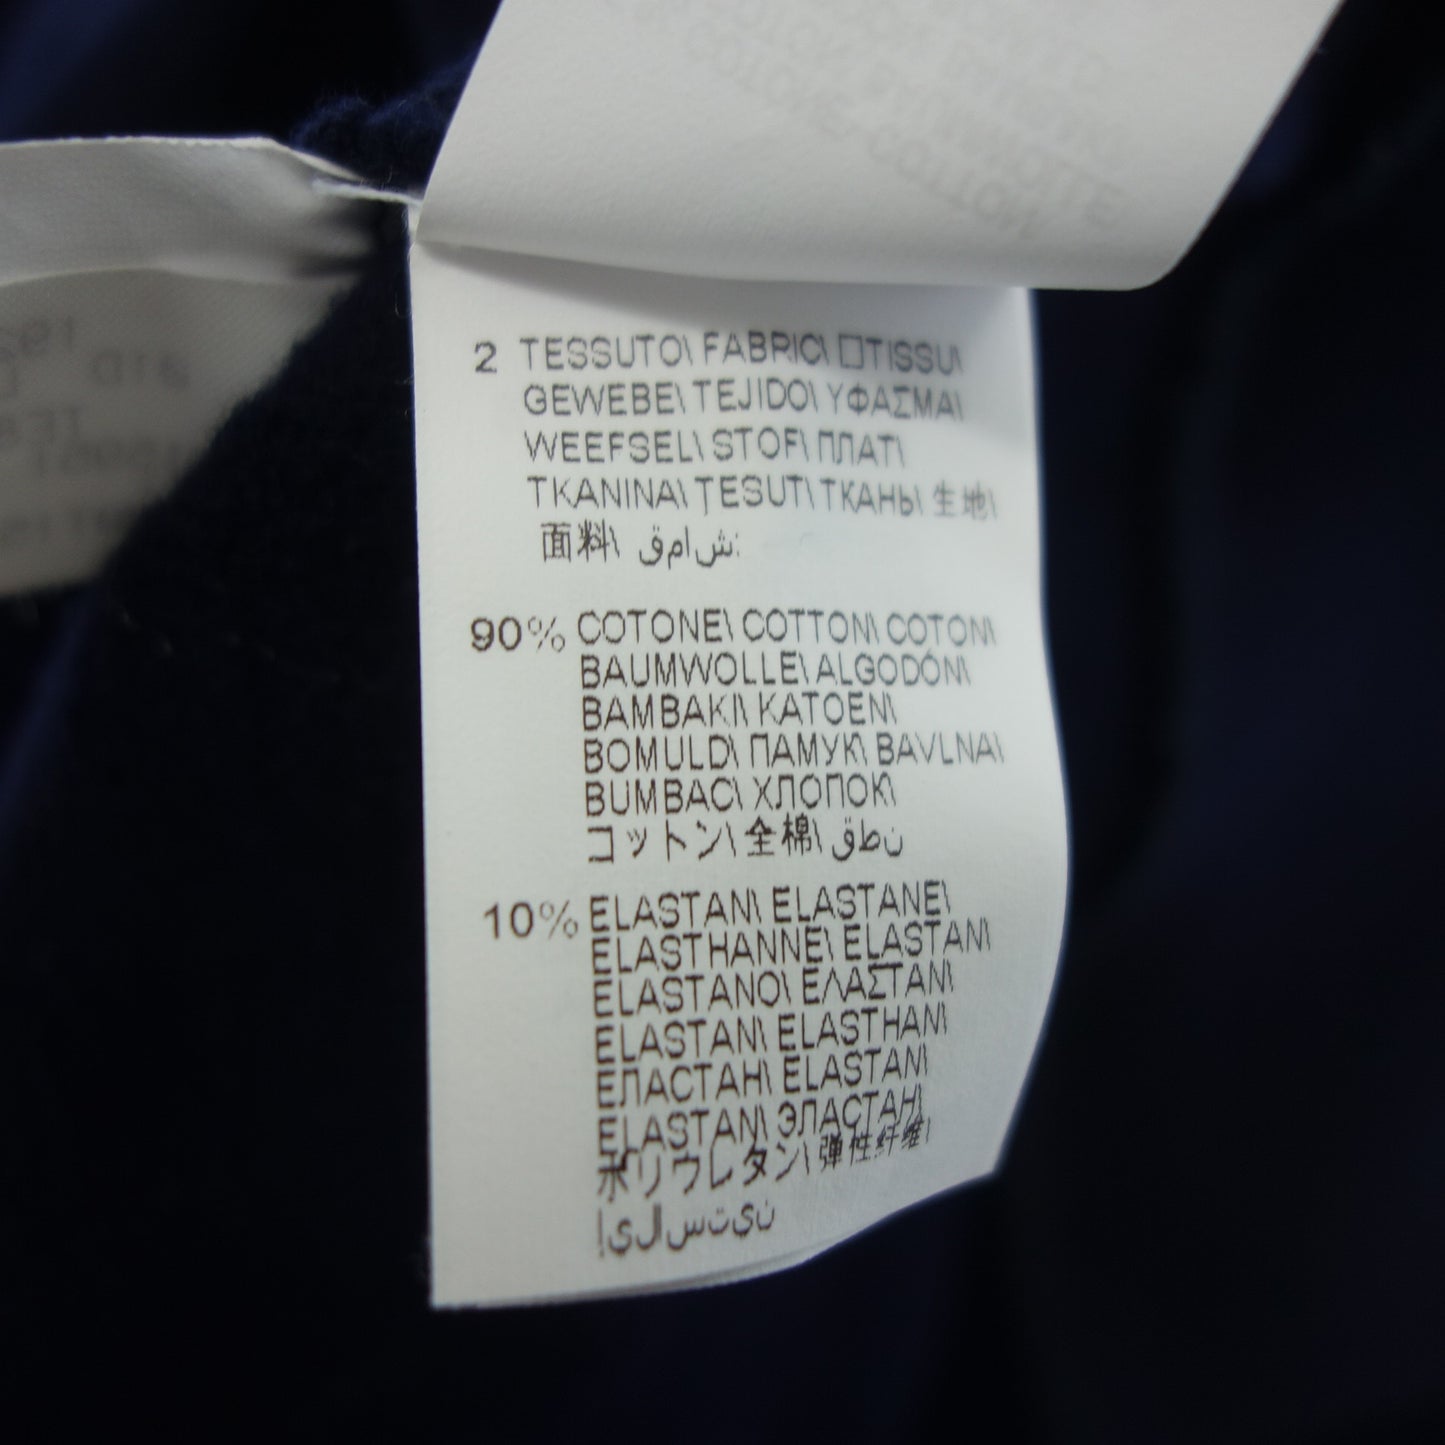 2 TESSUTO\ FABRIC\ □TISSU\
GEWEBE\ TEJIDO\ ΥΦΑΣΜΑ\
WEEFSEL\ STOF\ ПЛАТ\
TKANINA\ ŢESUT\ ТКАНЬ\ 生地\
面料\ قماش:
90% COTONE\ COTTON\ COTON\
BAUMWOLLE\ ALGODÓN\
BAMBAKI\ KATOEN\
BOMULD\ ПАМУК\ BAVLNA\
BUMBAC\ ХЛОПОК\
コットン\ 全棉\ قطن
10% ELASTAN\ ELASTANE\
ELASTHANNE\ ELASTAN\
ELASTANO\ ΕΛΑΣΤΑΝ\
ELASTAN\ ELASTHAN\
ЕЛАСТАН\ ELASTAN\
ELASTAN\ ЭЛАСТАН\
ポリウレタン\ 弹性纤维\
إيلاستين